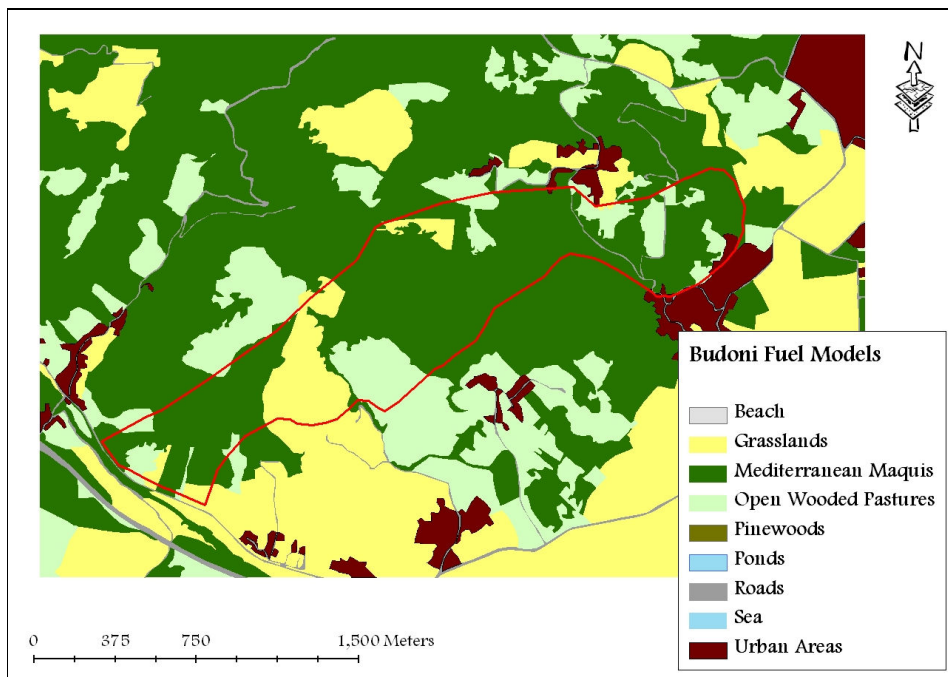 N
Budoni Fuel Models
Beach
Grasslands
Mediterranean Maquis
Open Wooded Pastures
Pinewoods
Ponds
Roads
Sea
Urban Areas
0 375 750 1,500 Meters